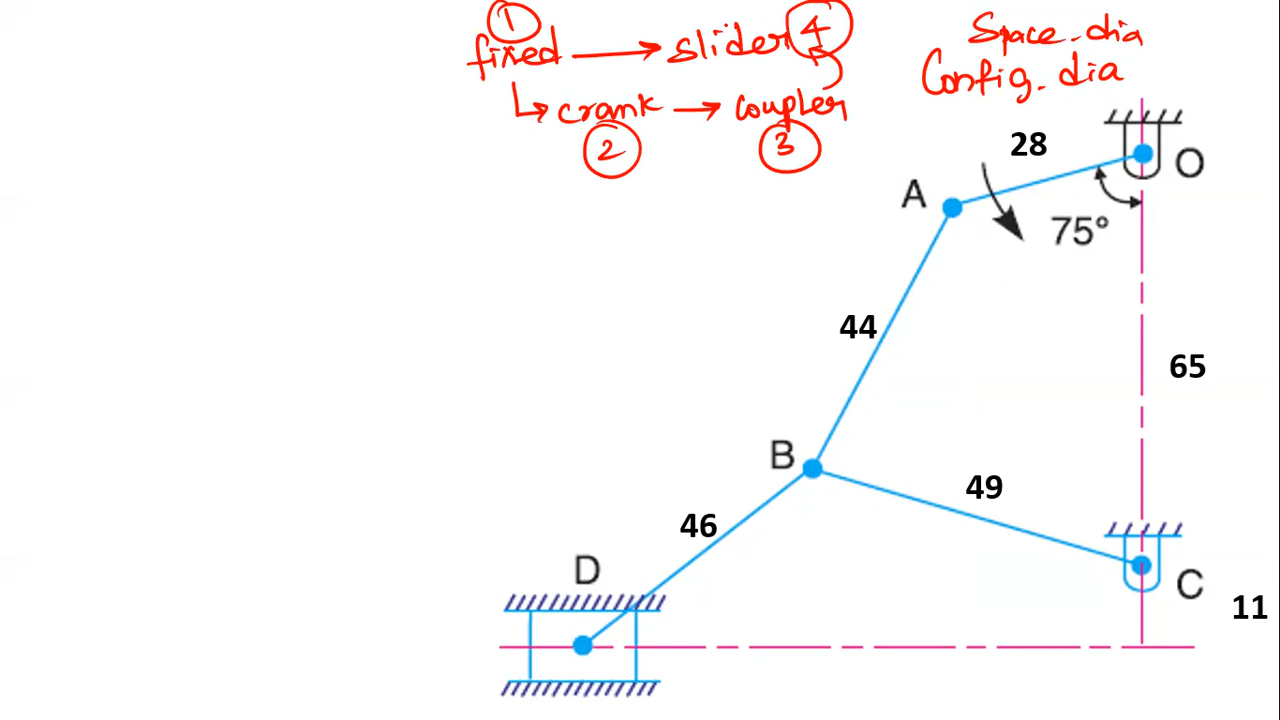 1
fixed → slider 4
↳ crank → coupler
2
3
Space-dia
Config. dia
28
O
A
75°
44
65
B
49
46
D
C
11